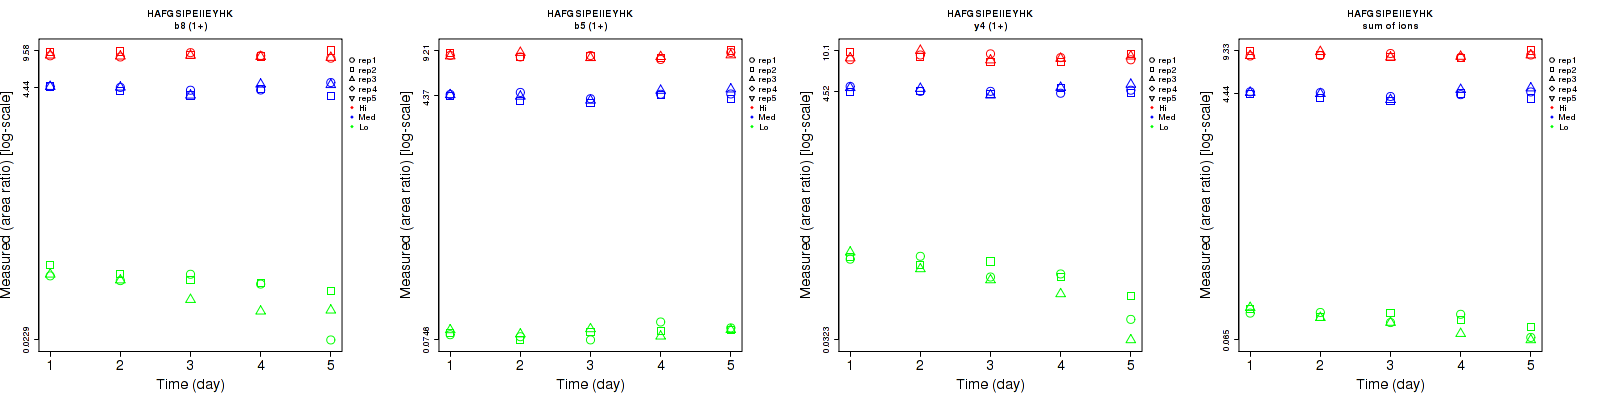 HAFGSIPEIIEYHK
b8 (1+)
Measured (area ratio) [log-scale]
9.58
4.44
0.0229
1 2 3 4 5
Time (day)
rep1
rep2
rep3
rep4
rep5
Hi
Med
Lo
HAFGSIPEIIEYHK
b5 (1+)
Measured (area ratio) [log-scale]
9.21
4.37
0.0746
1 2 3 4 5
Time (day)
rep1
rep2
rep3
rep4
rep5
Hi
Med
Lo
HAFGSIPEIIEYHK
y4 (1+)
Measured (area ratio) [log-scale]
10.1
4.52
0.0323
1 2 3 4 5
Time (day)
rep1
rep2
rep3
rep4
rep5
Hi
Med
Lo
HAFGSIPEIIEYHK
sum of ions
Measured (area ratio) [log-scale]
9.33
4.44
0.065
1 2 3 4 5
Time (day)
rep1
rep2
rep3
rep4
rep5
Hi
Med
Lo